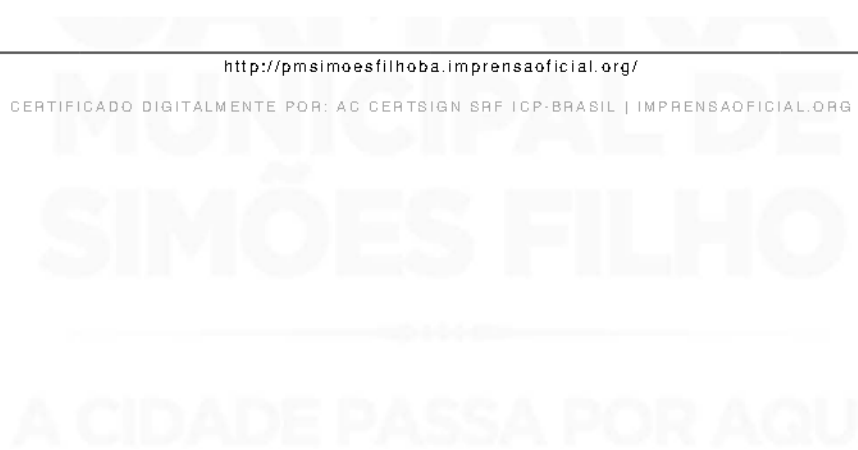 CÂMARA
http://pmsimoesfilhoba.imprensaoficial.org/
CERTIFICADO DIGITALMENTE POR: AC CERTSIGN SRF ICP-BRASIL | IMPRENSAOFICIAL.ORG
MUNICIPAL DE
SIMÕES FILHO
A CIDADE PASSA POR AQU